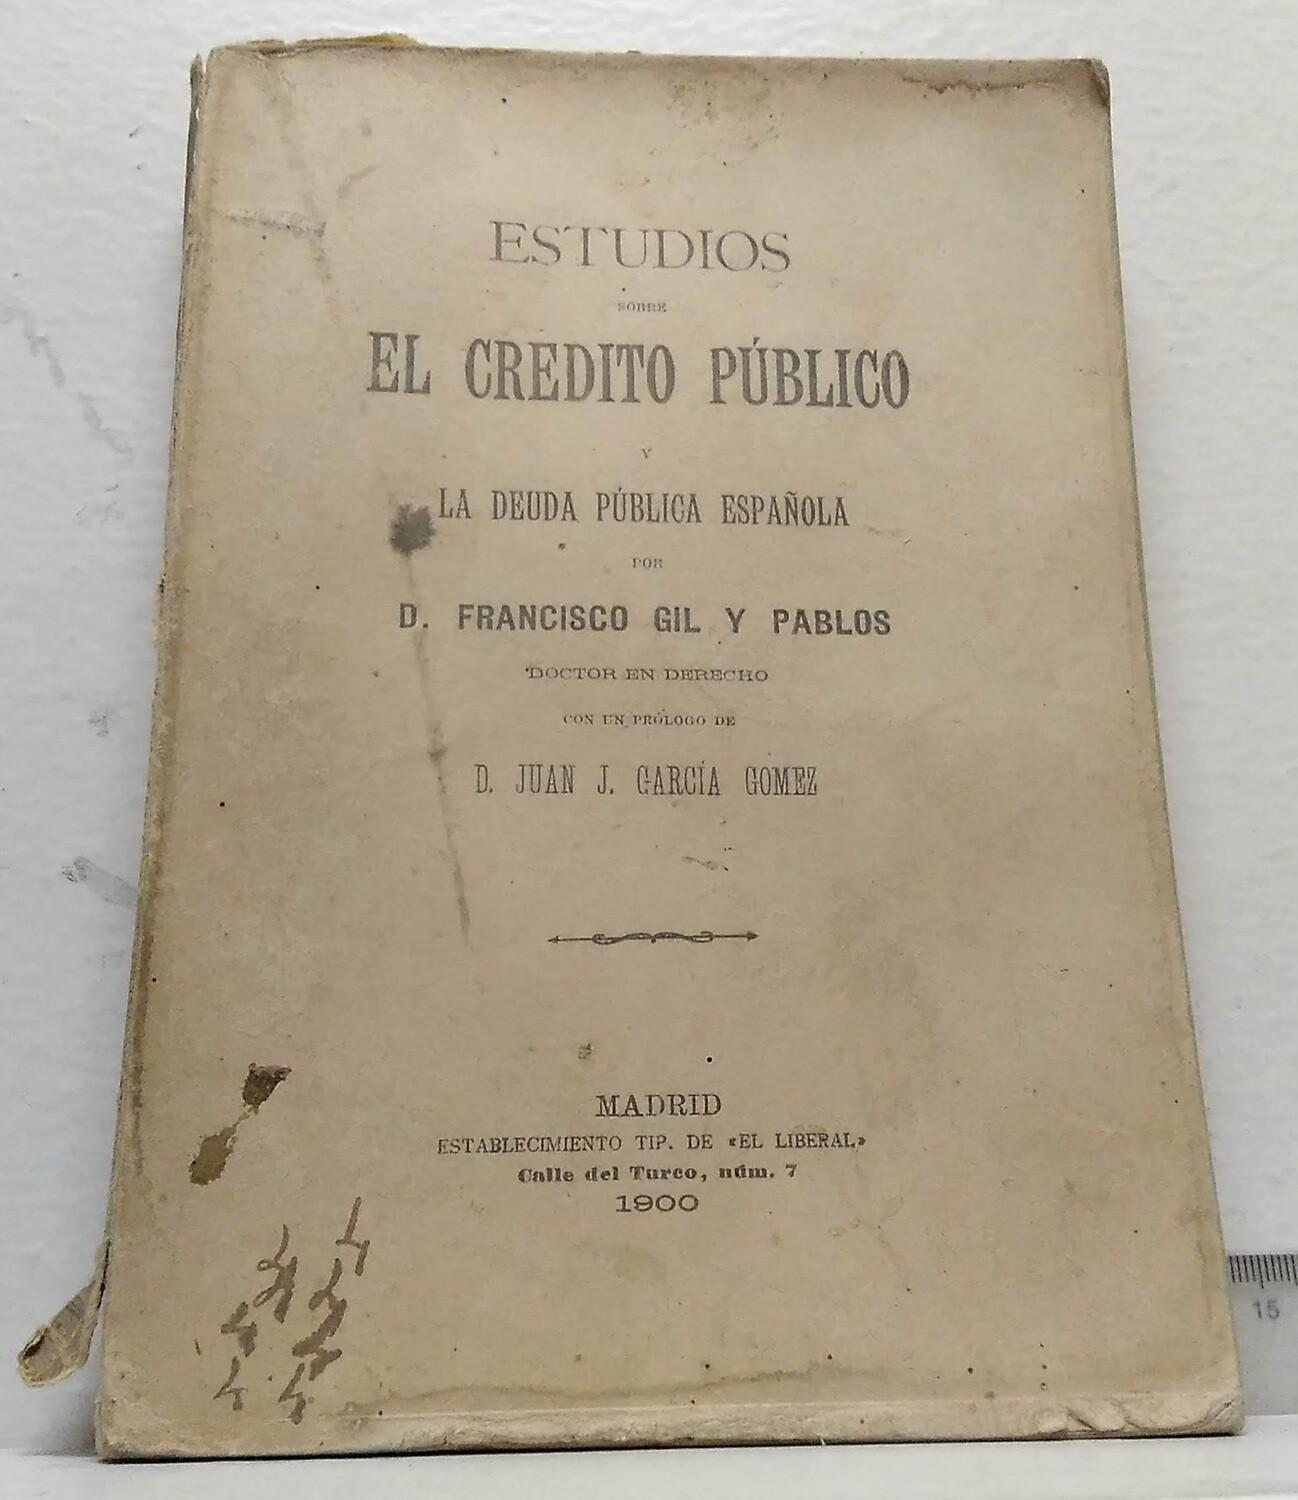 ESTUDIOS
SOBRE
EL CREDITO PÚBLICO
Y
LA DEUDA PÚBLICA ESPAÑOLA
POR
D. FRANCISCO GIL Y PABLOS
DOCTOR EN DERECHO
CON UN PRÓLOGO DE
D. JUAN J. GARCÍA GOMEZ
MADRID
ESTABLECIMIENTO TIP. DE «EL LIBERAL»
Calle del Turco, núm. 7
1900
15